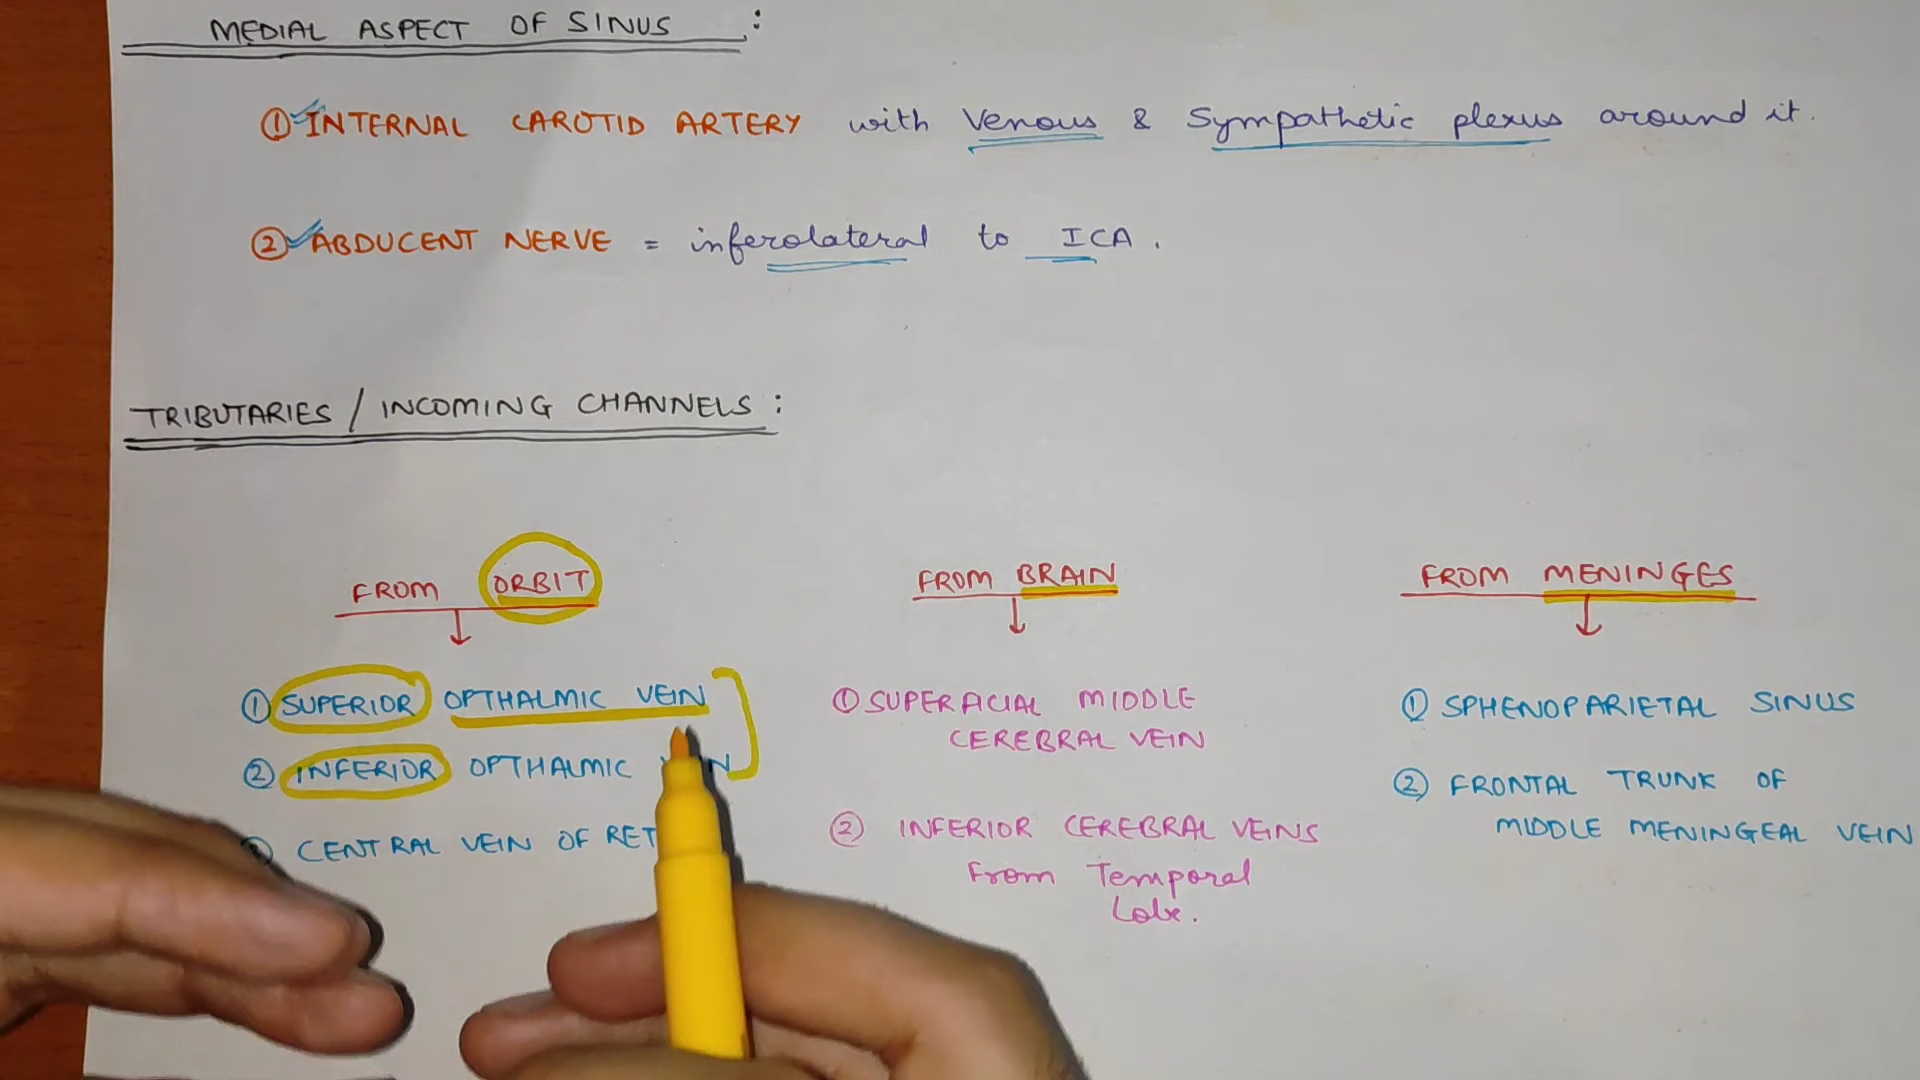 MEDIAL ASPECT OF SINUS :
① INTERNAL CAROTID ARTERY with Venous & Sympathetic plexus around it.
② ABDUCENT NERVE = inferolateral to ICA .
TRIBUTARIES / INCOMING CHANNELS :
FROM ORBIT
① SUPERIOR OPTHALMIC VEIN
② INFERIOR OPTHALMIC
CENTRAL VEIN OF
FROM BRAIN
① SUPERFICIAL MIDDLE
CEREBRAL VEIN
② INFERIOR CEREBRAL VEINS
From Temporal
Lobe.
FROM MENINGES
① SPHENOPARIETAL SINUS
② FRONTAL TRUNK OF
MIDDLE MENINGEAL VEIN